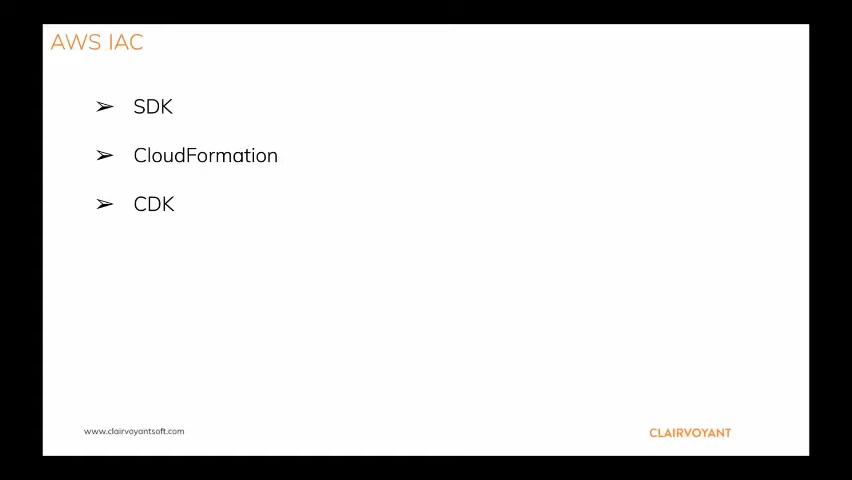 AWS IAC
➢ SDK
➢ CloudFormation
➢ CDK
www.clairvoyantsoft.com
CLAIRVOYANT